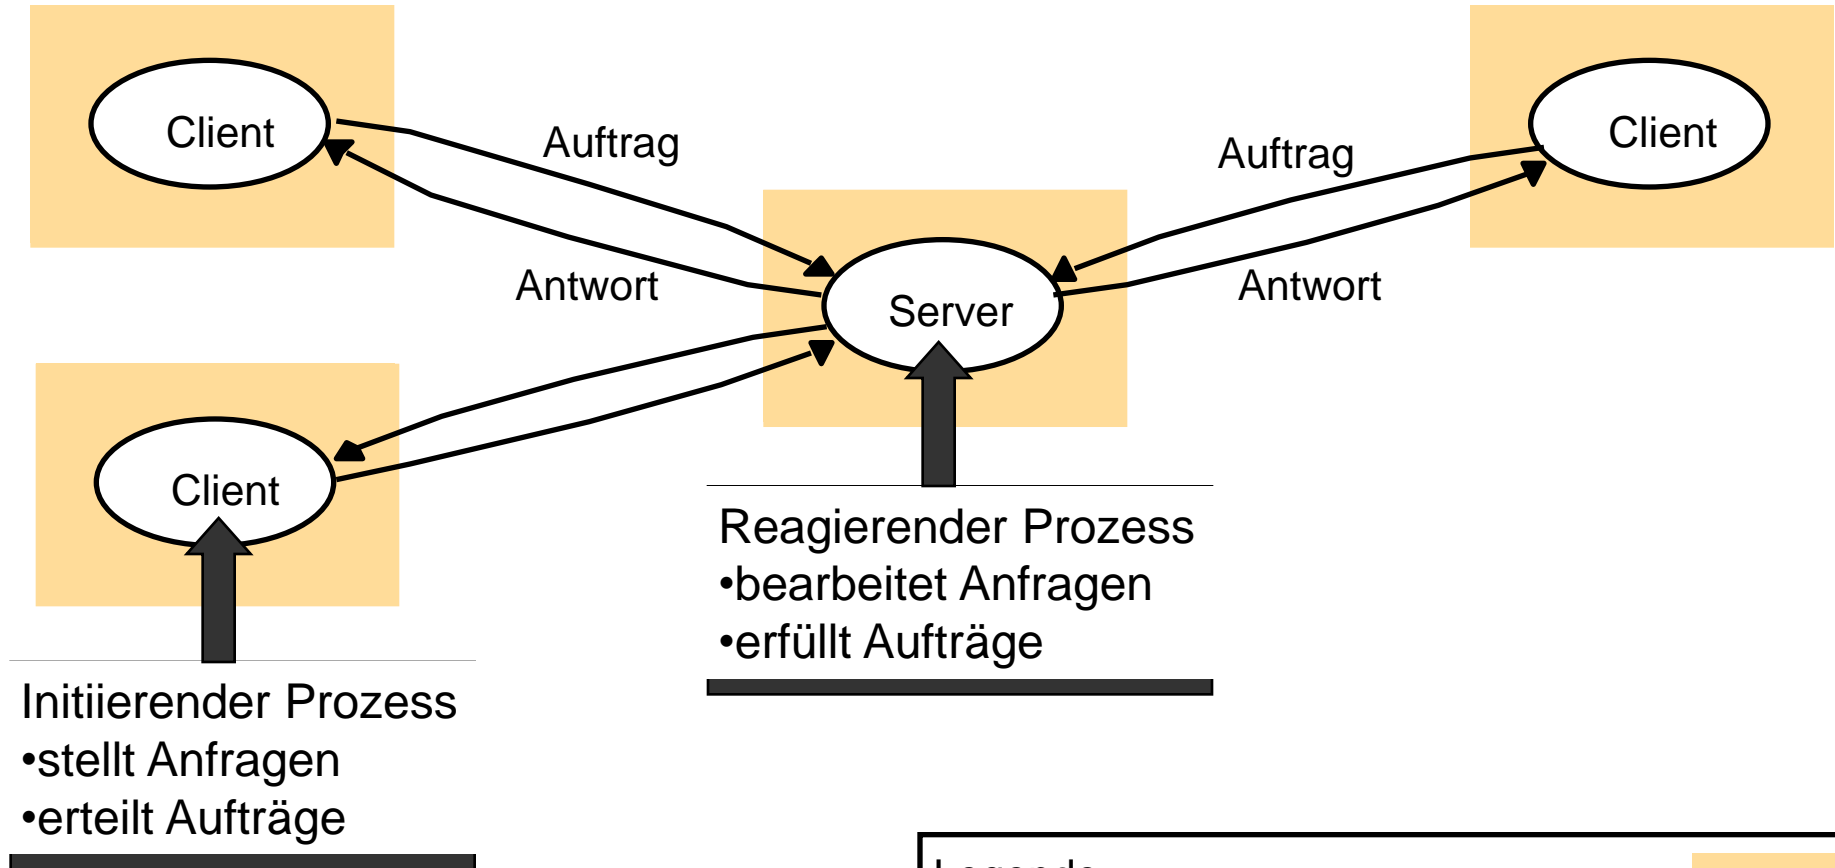 Client
Client
Auftrag
Auftrag
Antwort
Server
Antwort
Client
Reagierender Prozess
•bearbeitet Anfragen
•erfüllt Aufträge
Initiierender Prozess
•stellt Anfragen
•erteilt Aufträge